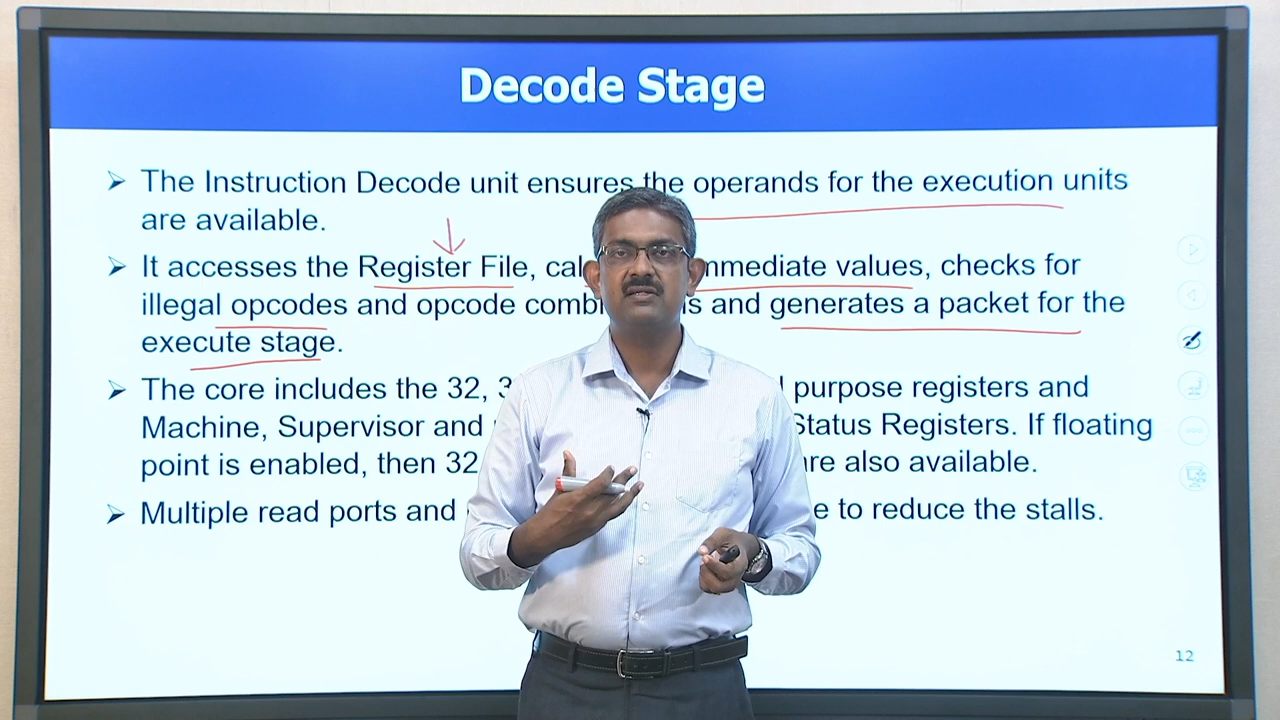 Decode Stage
➢ The Instruction Decode unit ensures the operands for the execution units
are available.
➢ It accesses the Register File, immediate values, checks for
illegal opcodes and opcode and generates a packet for the
execute stage.
➢ The core includes the 32, purpose registers and
Machine, Supervisor and Status Registers. If floating
point is enabled, then 32 are also available.
➢ Multiple read ports and to reduce the stalls.
12